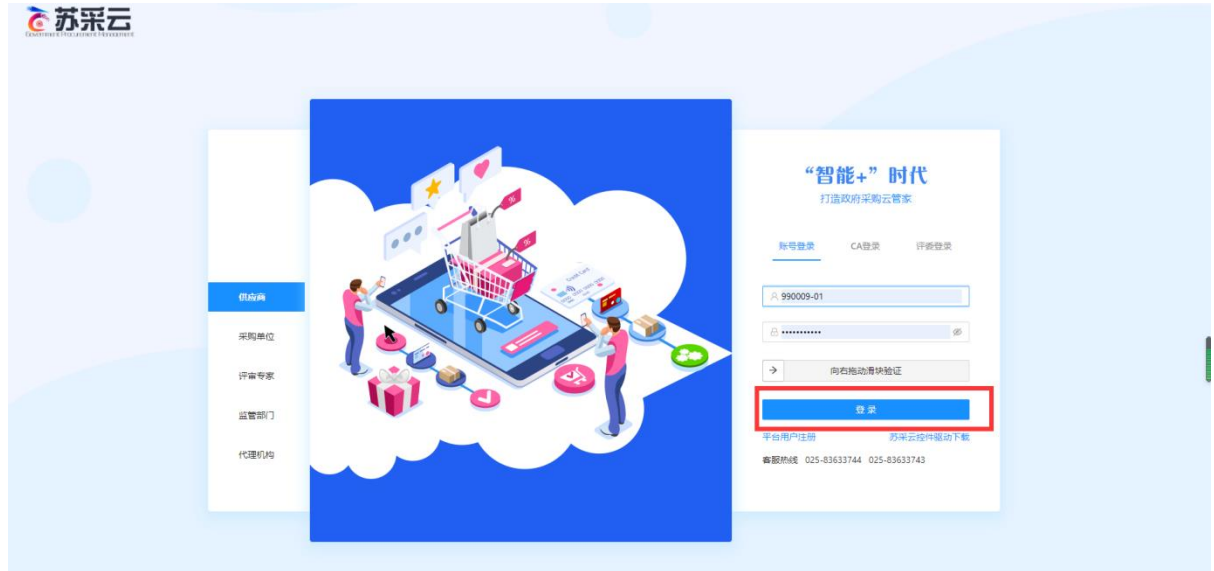 苏采云
Government Procurement Management
供应商
采购单位
评审专家
监管部门
代理机构
Credit Card
%
%
“智能+”时代
打造政府采购云管家
账号登录 CA登录 评委登录
990009-01
•••••••••••
向右拖动滑块验证
登录
平台用户注册 苏采云控件驱动下载
客服热线 025-83633744 025-83633743